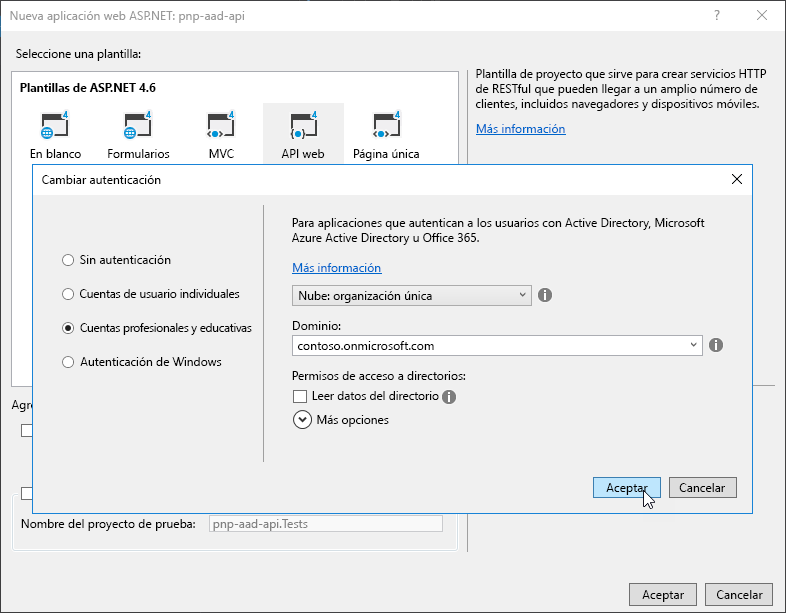 Nueva aplicación web ASP.NET: pnp-aad-api
Seleccione una plantilla:
Plantillas de ASP.NET 4.6
4
En blanco
4
Formularios
4
MVC
4
API web
4
Página única
Plantilla de proyecto que sirve para crear servicios HTTP
de RESTful que pueden llegar a un amplio número de
clientes, incluidos navegadores y dispositivos móviles.
Más información
Cambiar autenticación
Sin autenticación
Cuentas de usuario individuales
Cuentas profesionales y educativas
Autenticación de Windows
Para aplicaciones que autentican a los usuarios con Active Directory, Microsoft
Azure Active Directory u Office 365.
Más información
Nube: organización única
Dominio:
contoso.onmicrosoft.com
Permisos de acceso a directorios:
Leer datos del directorio
Más opciones
Aceptar
Cancelar
Nombre del proyecto de prueba:
pnp-aad-api.Tests
Aceptar
Cancelar